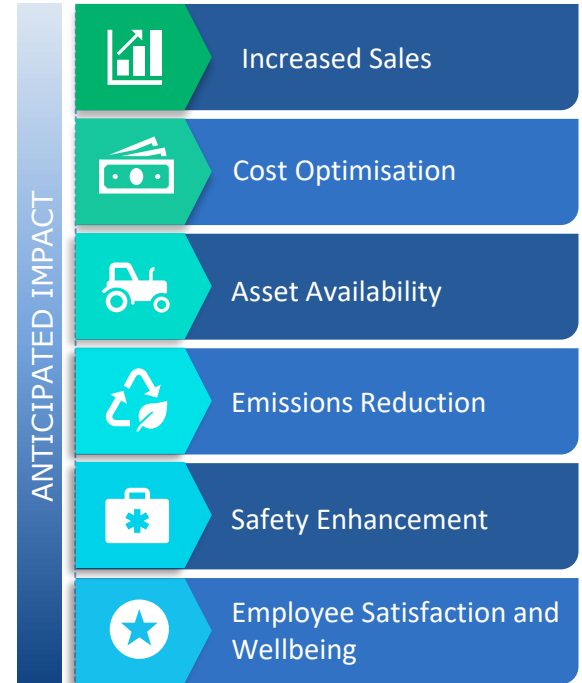 ANTICIPATED IMPACT
Increased Sales
Cost Optimisation
Asset Availability
Emissions Reduction
Safety Enhancement
Employee Satisfaction and
Wellbeing